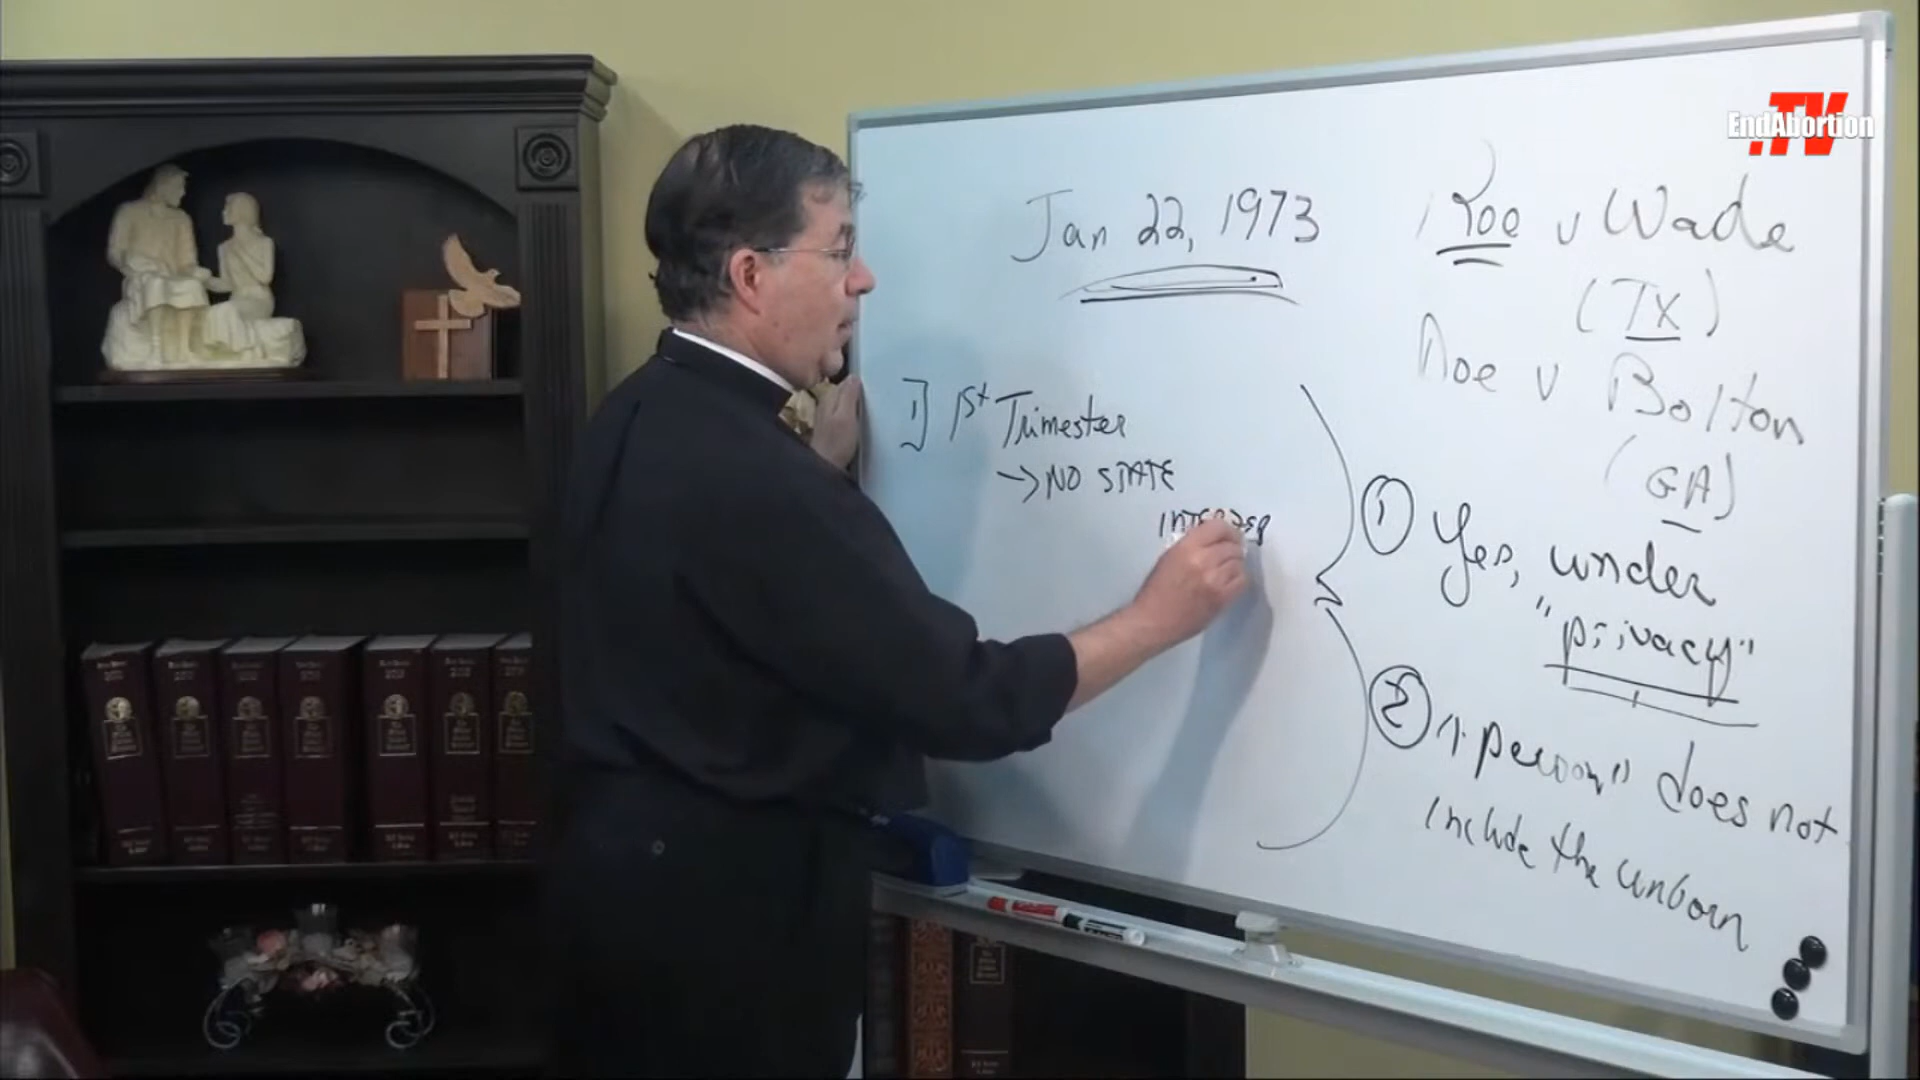 EndAbortion
.TV
Jan 22, 1973
Roe v Wade
(TX)
Doe v Bolton
(GA)
1] 1st Trimester
→ NO STATE
① Yes, under
"privacy"
② "person" does not
include the unborn